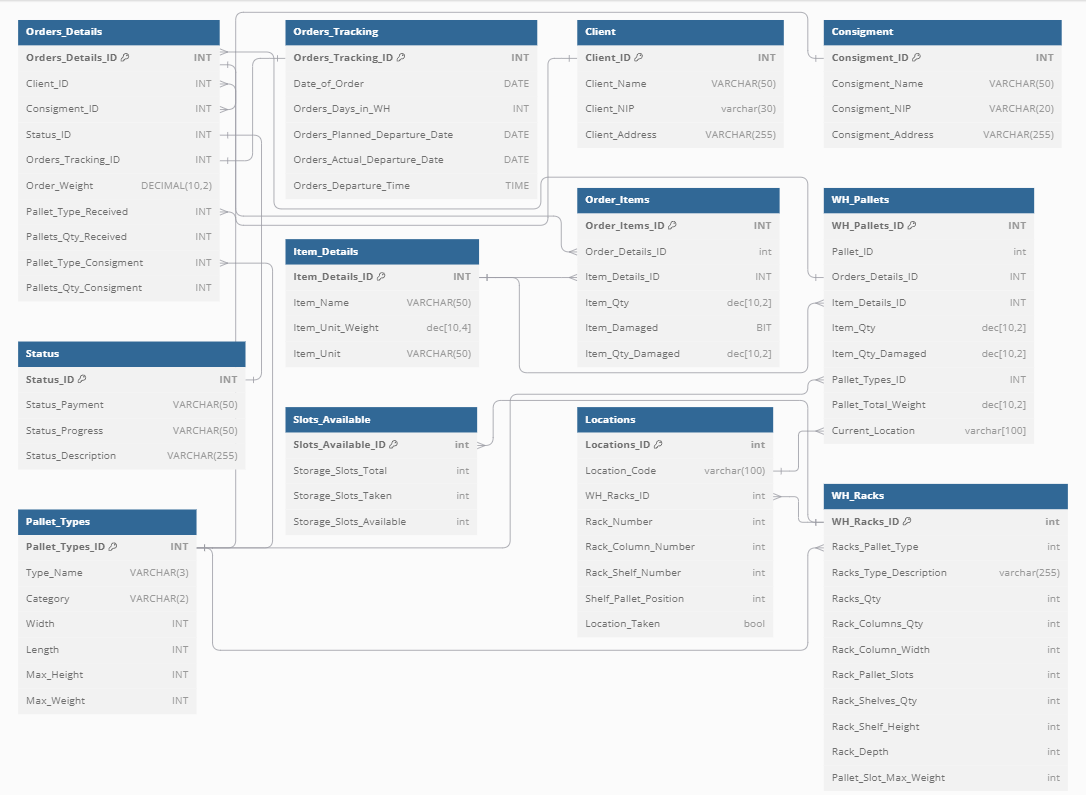 Orders_Details
Orders_Details_ID INT
Client_ID INT
Consigment_ID INT
Status_ID INT
Orders_Tracking_ID INT
Order_Weight DECIMAL(10,2)
Pallet_Type_Received INT
Pallets_Qty_Received INT
Pallet_Type_Consigment INT
Pallets_Qty_Consigment INT
Orders_Tracking
Orders_Tracking_ID INT
Date_of_Order DATE
Orders_Days_in_WH INT
Orders_Planned_Departure_Date DATE
Orders_Actual_Departure_Date DATE
Orders_Departure_Time TIME
Client
Client_ID INT
Client_Name VARCHAR(50)
Client_NIP varchar(30)
Client_Address VARCHAR(255)
Consigment
Consigment_ID INT
Consigment_Name VARCHAR(50)
Consigment_NIP VARCHAR(20)
Consigment_Address VARCHAR(255)
Order_Items
Order_Items_ID INT
Order_Details_ID int
Item_Details_ID INT
Item_Qty dec[10,2]
Item_Damaged BIT
Item_Qty_Damaged dec[10,2]
WH_Pallets
WH_Pallets_ID INT
Pallet_ID int
Orders_Details_ID INT
Item_Details_ID INT
Item_Qty dec[10,2]
Item_Qty_Damaged dec[10,2]
Pallet_Types_ID INT
Pallet_Total_Weight dec[10,2]
Current_Location varchar[100]
Item_Details
Item_Details_ID INT
Item_Name VARCHAR(50)
Item_Unit_Weight dec[10,4]
Item_Unit VARCHAR(50)
Status
Status_ID INT
Status_Payment VARCHAR(50)
Status_Progress VARCHAR(50)
Status_Description VARCHAR(255)
Slots_Available
Slots_Available_ID int
Storage_Slots_Total int
Storage_Slots_Taken int
Storage_Slots_Available int
Locations
Locations_ID int
Location_Code varchar(100)
WH_Racks_ID int
Rack_Number int
Rack_Column_Number int
Rack_Shelf_Number int
Shelf_Pallet_Position int
Location_Taken bool
WH_Racks
WH_Racks_ID int
Racks_Pallet_Type int
Racks_Type_Description varchar(255)
Racks_Qty int
Rack_Columns_Qty int
Rack_Column_Width int
Rack_Pallet_Slots int
Rack_Shelves_Qty int
Rack_Shelf_Height int
Rack_Depth int
Pallet_Slot_Max_Weight int
Pallet_Types
Pallet_Types_ID INT
Type_Name VARCHAR(3)
Category VARCHAR(2)
Width INT
Length INT
Max_Height INT
Max_Weight INT